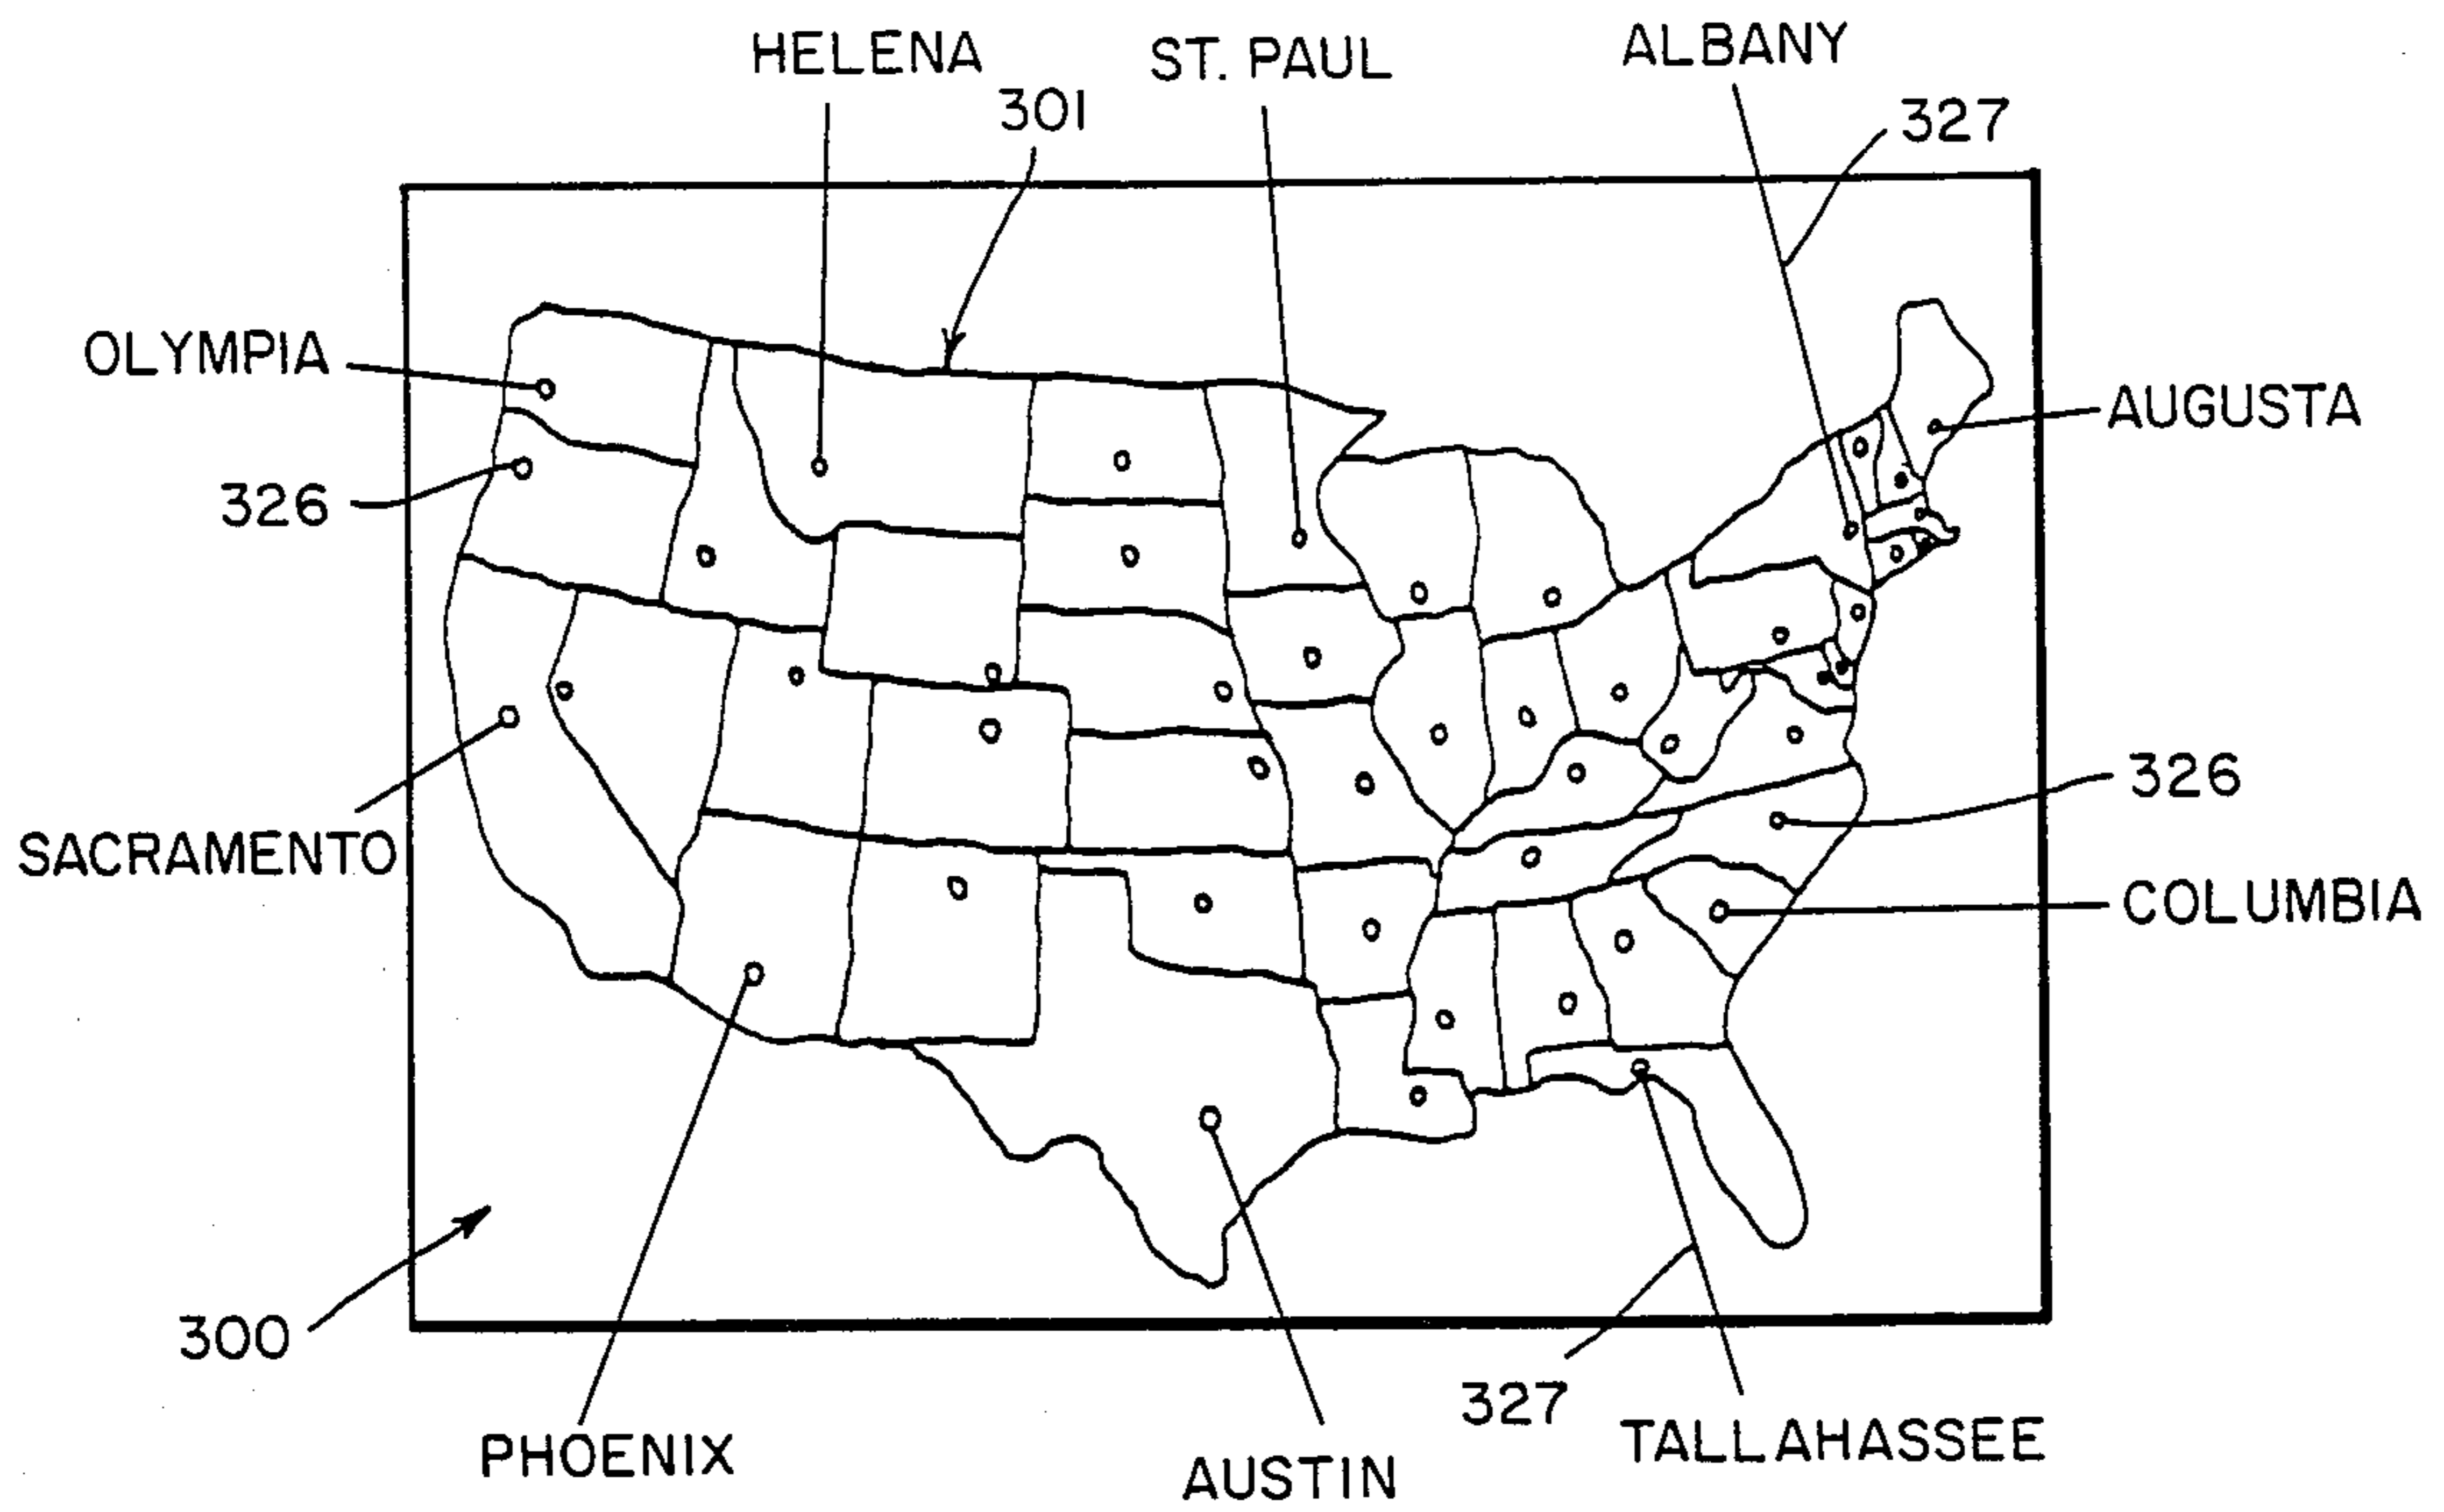 HELENA
ST. PAUL
ALBANY
301
327
OLYMPIA
AUGUSTA
326
326
SACRAMENTO
COLUMBIA
300
327
PHOENIX
TALLAHASSEE
AUSTIN